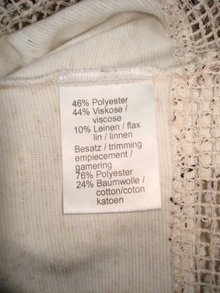 46% Polyester
44% Viskose /
viscose
10% Leinen / flax
lin / linnen
Besatz / trimming
empiecement /
garnering
76% Polyester
24% Baumwolle /
cotton/coton
katoen